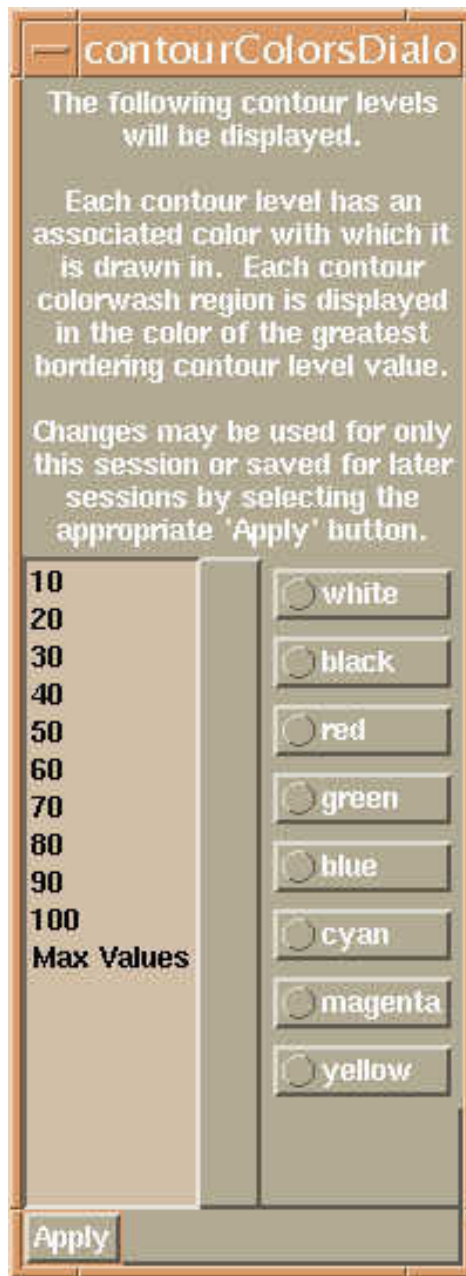 contourColorsDialo
The following contour levels
will be displayed.
Each contour level has an
associated color with which it
is drawn in. Each contour
colorwash region is displayed
in the color of the greatest
bordering contour level value.
Changes may be used for only
this session or saved for later
sessions by selecting the
appropriate 'Apply' button.
10
20
30
40
50
60
70
80
90
100
Max Values
white
black
red
green
blue
cyan
magenta
yellow
Apply